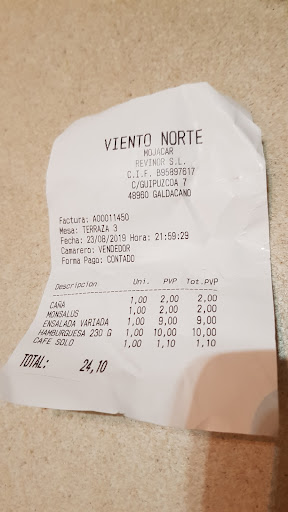 VIENTO NORTE
MOJACAR
REVINOR S.L.
C.I.F. B95897617
C/GUIPUZCOA 7
48960 GALDACANO
Factura: A00011450
Mesa: TERRAZA 3
Fecha: 23/08/2019 Hora: 21:59:29
Camarero: VENDEDOR
Forma Pago: CONTADO
Descripcion Uni. PVP Tot.PVP
CAÑA 1,00 2,00 2,00
MONSALUS 1,00 2,00 2,00
ENSALADA VARIADA 1,00 9,00 9,00
HAMBURGUESA 230 G 1,00 10,00 10,00
CAFE SOLO 1,00 1,10 1,10
TOTAL: 24,10